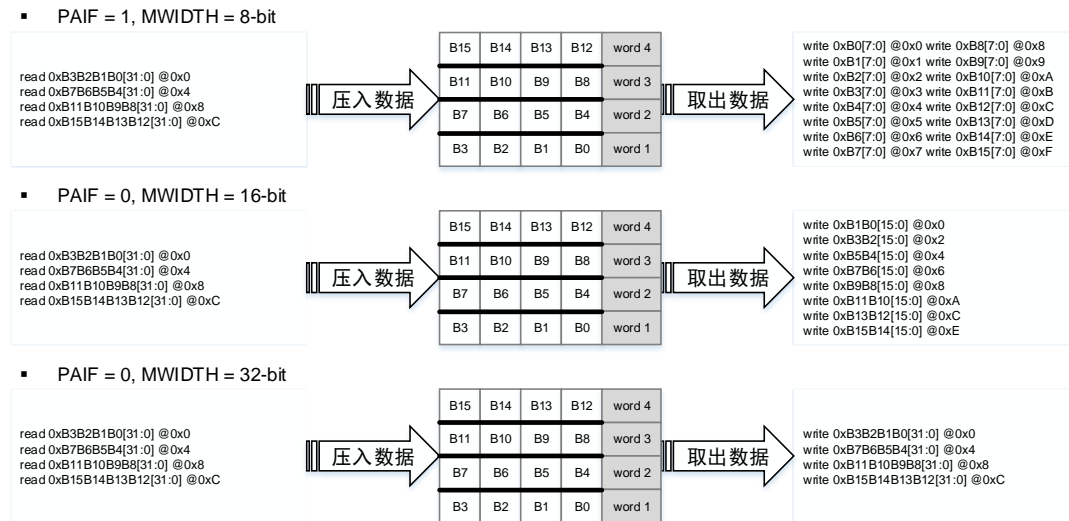 ▪ PAIF = 1, MWIDTH = 8-bit
read 0xB3B2B1B0[31:0] @0x0
read 0xB7B6B5B4[31:0] @0x4
read 0xB11B10B9B8[31:0] @0x8
read 0xB15B14B13B12[31:0] @0xC
压入数据
B15 B14 B13 B12 word 4
B11 B10 B9 B8 word 3
B7 B6 B5 B4 word 2
B3 B2 B1 B0 word 1
取出数据
write 0xB0[7:0] @0x0 write 0xB8[7:0] @0x8
write 0xB1[7:0] @0x1 write 0xB9[7:0] @0x9
write 0xB2[7:0] @0x2 write 0xB10[7:0] @0xA
write 0xB3[7:0] @0x3 write 0xB11[7:0] @0xB
write 0xB4[7:0] @0x4 write 0xB12[7:0] @0xC
write 0xB5[7:0] @0x5 write 0xB13[7:0] @0xD
write 0xB6[7:0] @0x6 write 0xB14[7:0] @0xE
write 0xB7[7:0] @0x7 write 0xB15[7:0] @0xF
▪ PAIF = 0, MWIDTH = 16-bit
read 0xB3B2B1B0[31:0] @0x0
read 0xB7B6B5B4[31:0] @0x4
read 0xB11B10B9B8[31:0] @0x8
read 0xB15B14B13B12[31:0] @0xC
压入数据
B15 B14 B13 B12 word 4
B11 B10 B9 B8 word 3
B7 B6 B5 B4 word 2
B3 B2 B1 B0 word 1
取出数据
write 0xB1B0[15:0] @0x0
write 0xB3B2[15:0] @0x2
write 0xB5B4[15:0] @0x4
write 0xB7B6[15:0] @0x6
write 0xB9B8[15:0] @0x8
write 0xB11B10[15:0] @0xA
write 0xB13B12[15:0] @0xC
write 0xB15B14[15:0] @0xE
▪ PAIF = 0, MWIDTH = 32-bit
read 0xB3B2B1B0[31:0] @0x0
read 0xB7B6B5B4[31:0] @0x4
read 0xB11B10B9B8[31:0] @0x8
read 0xB15B14B13B12[31:0] @0xC
压入数据
B15 B14 B13 B12 word 4
B11 B10 B9 B8 word 3
B7 B6 B5 B4 word 2
B3 B2 B1 B0 word 1
取出数据
write 0xB3B2B1B0[31:0] @0x0
write 0xB7B6B5B4[31:0] @0x4
write 0xB11B10B9B8[31:0] @0x8
write 0xB15B14B13B12[31:0] @0xC